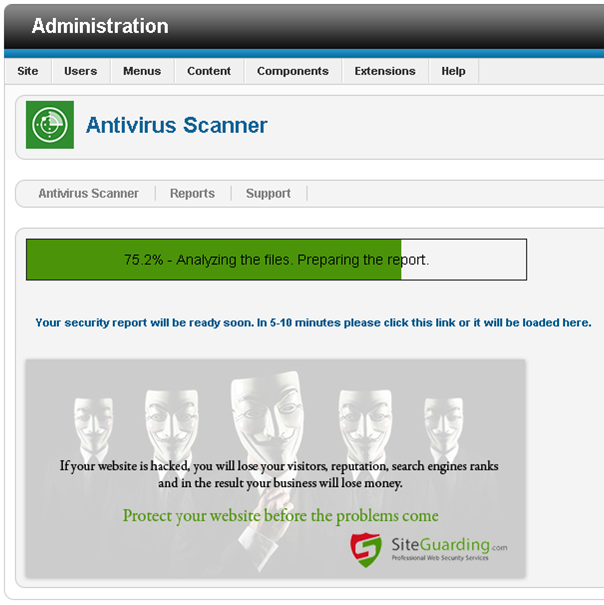 Administration
Site Users Menus Content Components Extensions Help
Antivirus Scanner
Antivirus Scanner Reports Support
75.2% - Analyzing the files. Preparing the report.
Your security report will be ready soon. In 5-10 minutes please click this link or it will be loaded here.
If your website is hacked, you will lose your visitors, reputation, search engines ranks
and in the result your business will lose money.
Protect your website before the problems come
SiteGuarding.com
Professional Web Security Services